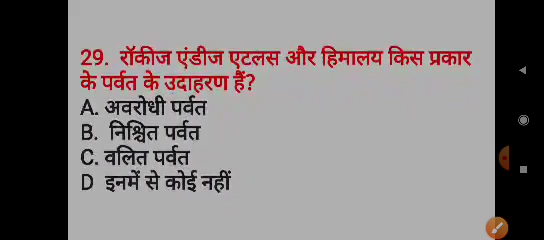 29. रॉकीज एंडीज एटलस और हिमालय किस प्रकार
के पर्वत के उदाहरण हैं?
A. अवरोधी पर्वत
B. निश्चित पर्वत
C. वलित पर्वत
D इनमें से कोई नहीं